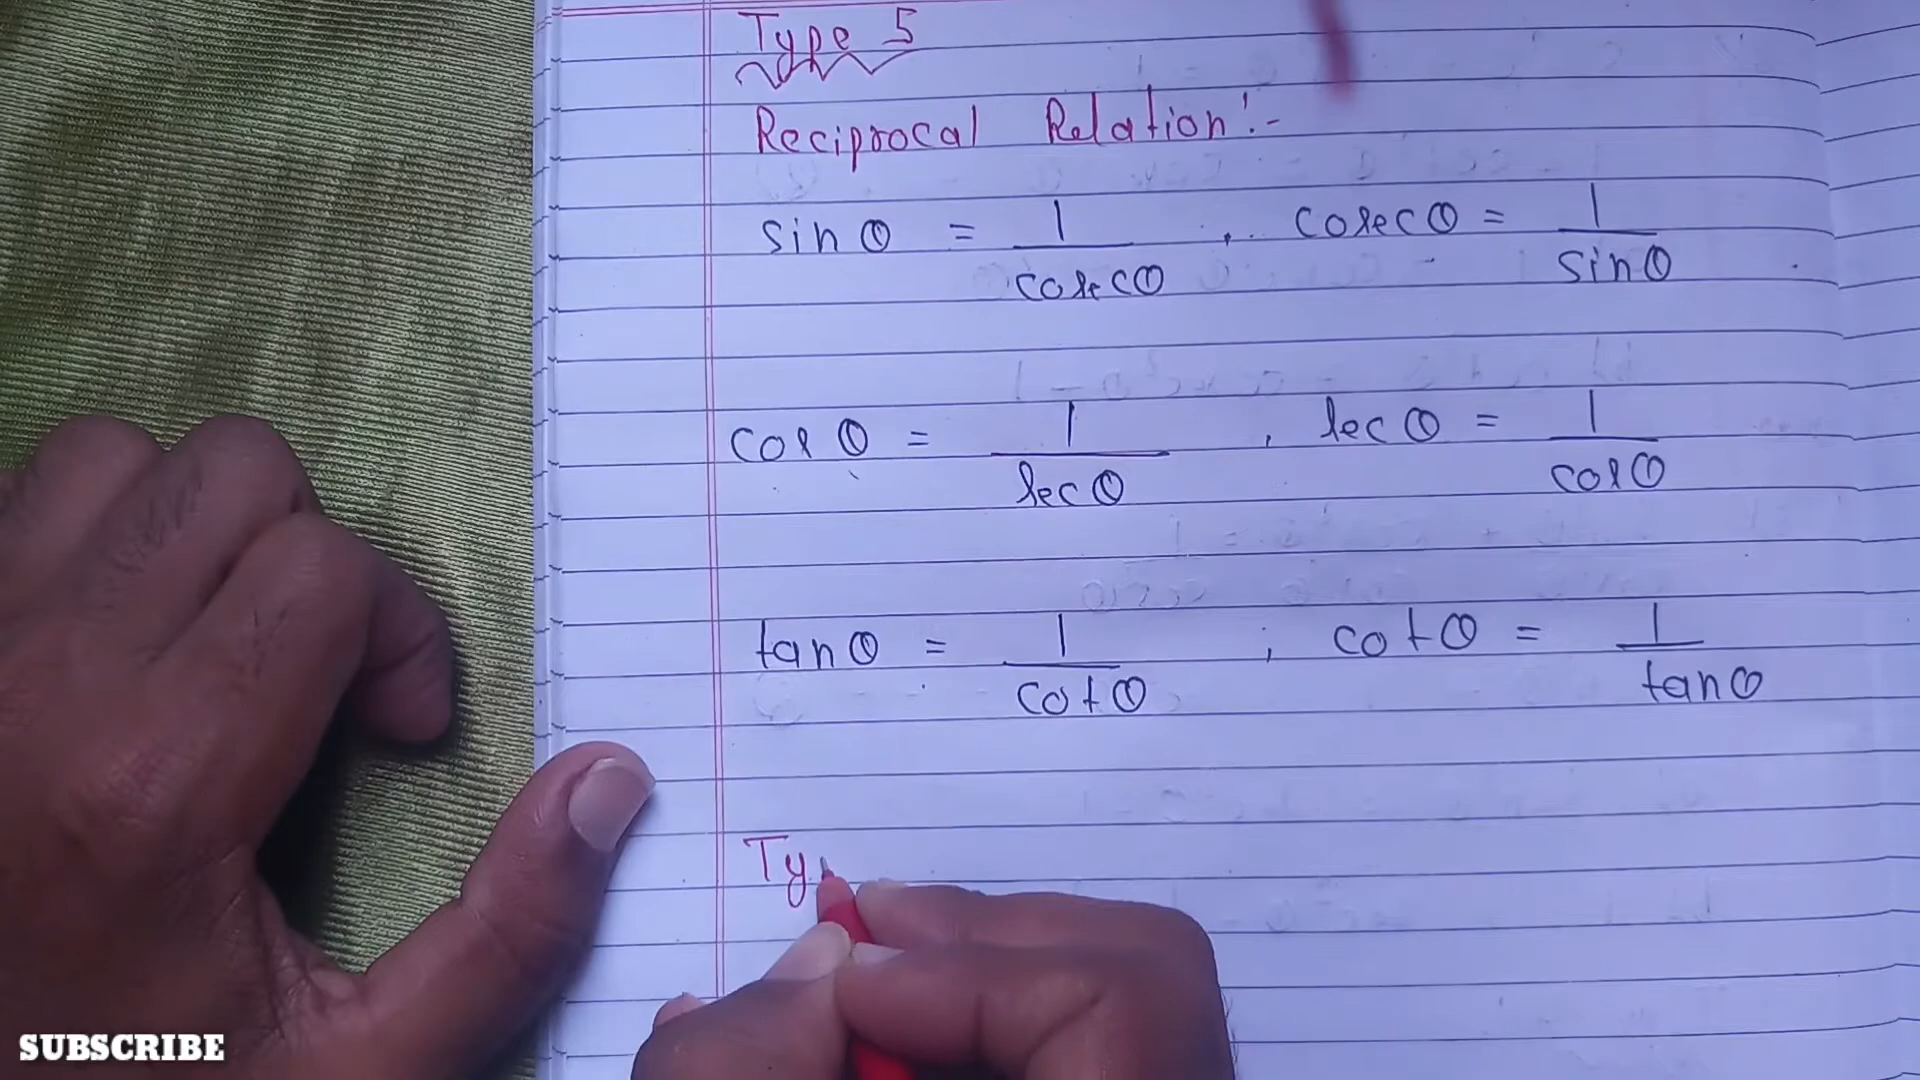 Type 5
Reciprocal Relation :-
sin θ = 1/cosec θ , cosec θ = 1/sin θ
cos θ = 1/sec θ , sec θ = 1/cos θ
tan θ = 1/cot θ ; cot θ = 1/tan θ
Ty
SUBSCRIBE